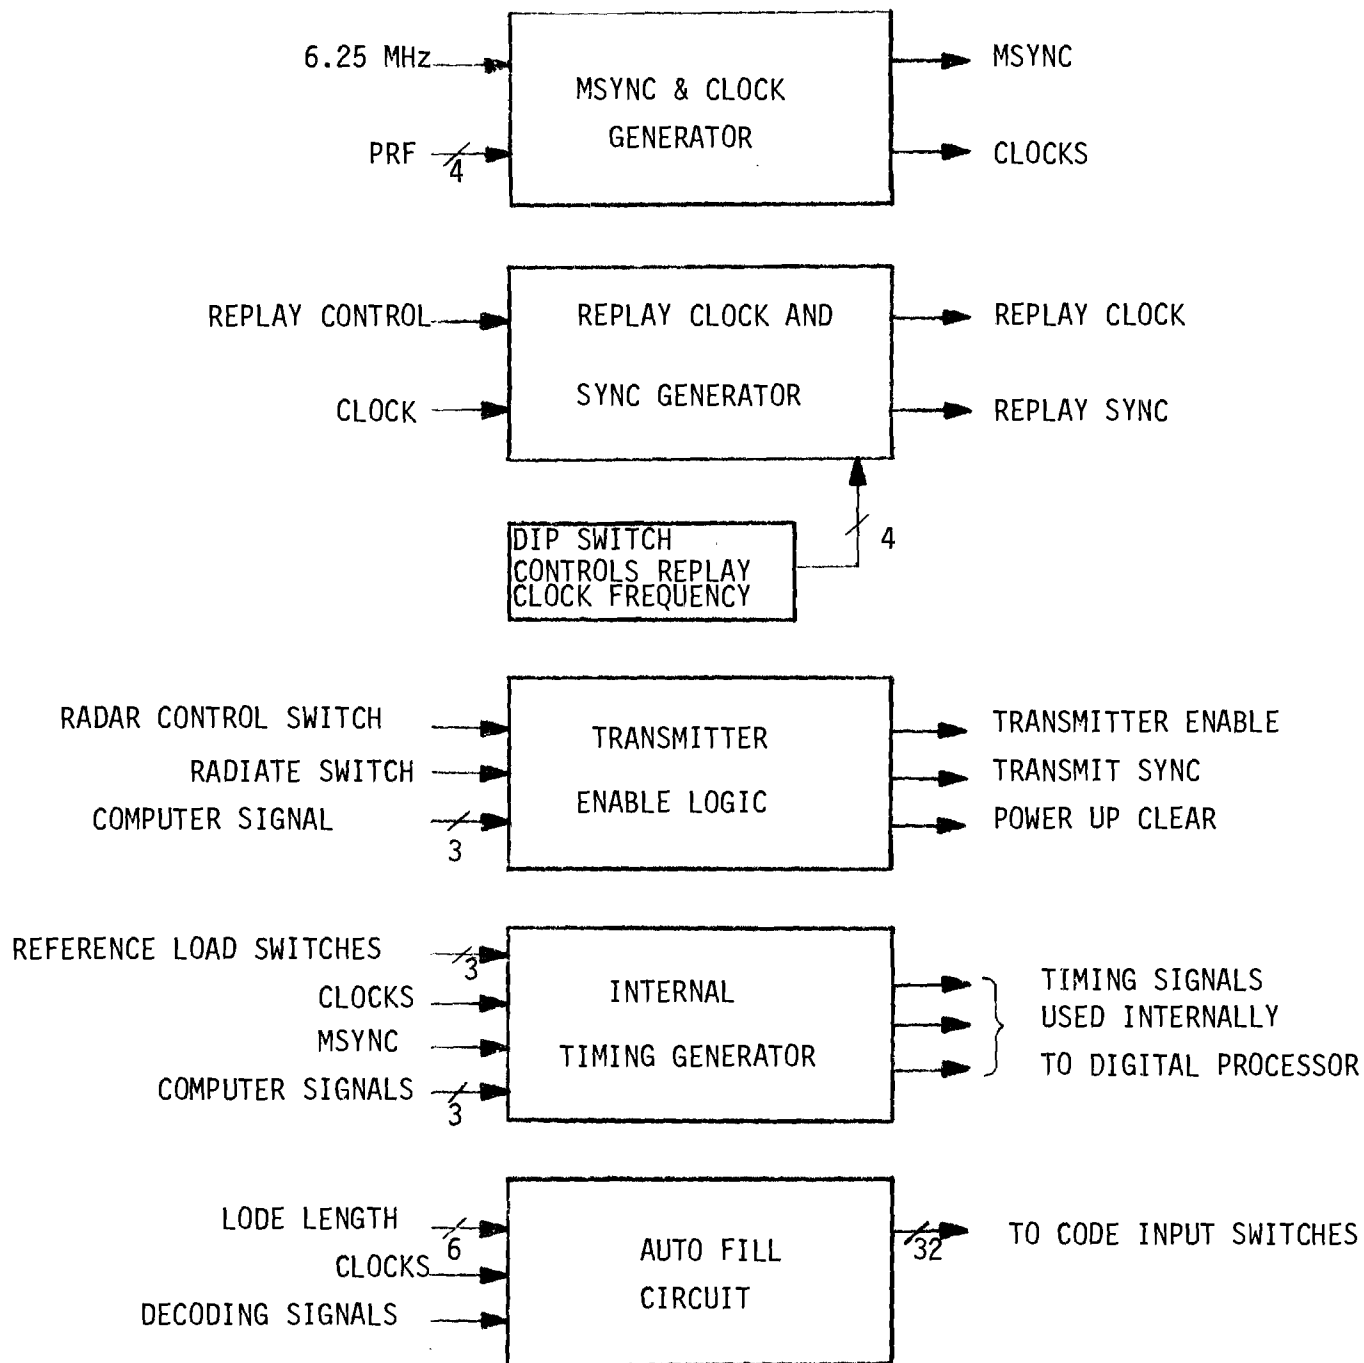 6.25 MHz
MSYNC & CLOCK
GENERATOR
MSYNC
PRF
4
CLOCKS
REPLAY CONTROL
CLOCK
REPLAY CLOCK AND
SYNC GENERATOR
REPLAY CLOCK
REPLAY SYNC
DIP SWITCH
CONTROLS REPLAY
CLOCK FREQUENCY
4
RADAR CONTROL SWITCH
RADIATE SWITCH
COMPUTER SIGNAL
3
TRANSMITTER
ENABLE LOGIC
TRANSMITTER ENABLE
TRANSMIT SYNC
POWER UP CLEAR
REFERENCE LOAD SWITCHES
3
CLOCKS
MSYNC
COMPUTER SIGNALS
3
INTERNAL
TIMING GENERATOR
TIMING SIGNALS
USED INTERNALLY
TO DIGITAL PROCESSOR
LODE LENGTH
6
CLOCKS
DECODING SIGNALS
AUTO FILL
CIRCUIT
32
TO CODE INPUT SWITCHES